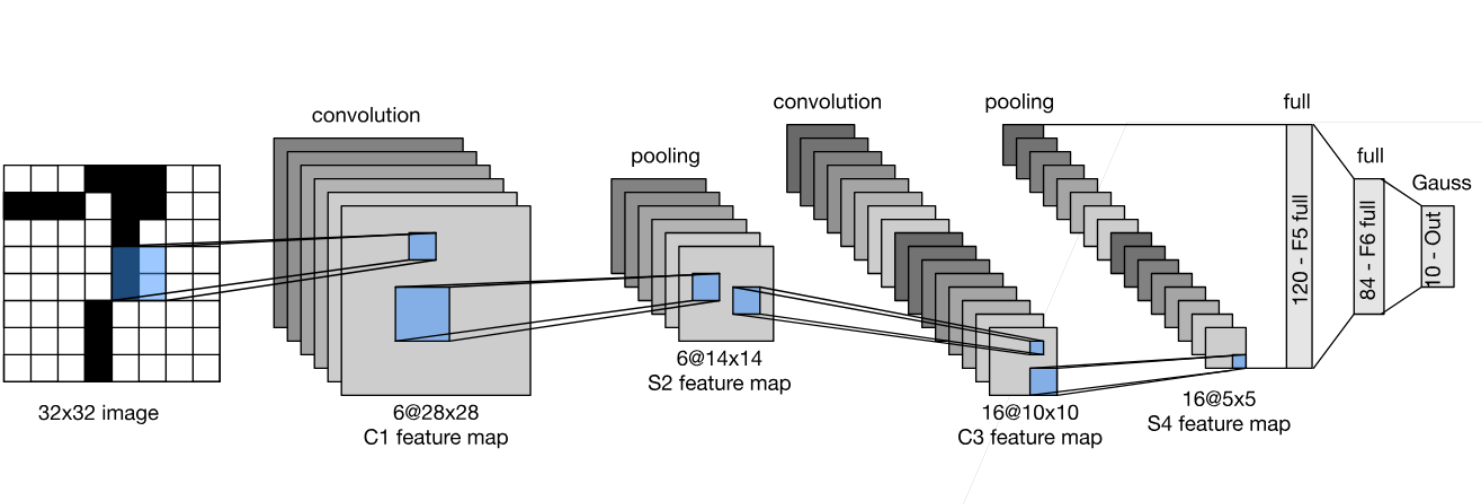 convolution
pooling
convolution
pooling
full
full
Gauss
120 - F5 full
84 - F6 full
10 - Out
32x32 image
6@28x28
C1 feature map
6@14x14
S2 feature map
16@10x10
C3 feature map
16@5x5
S4 feature map